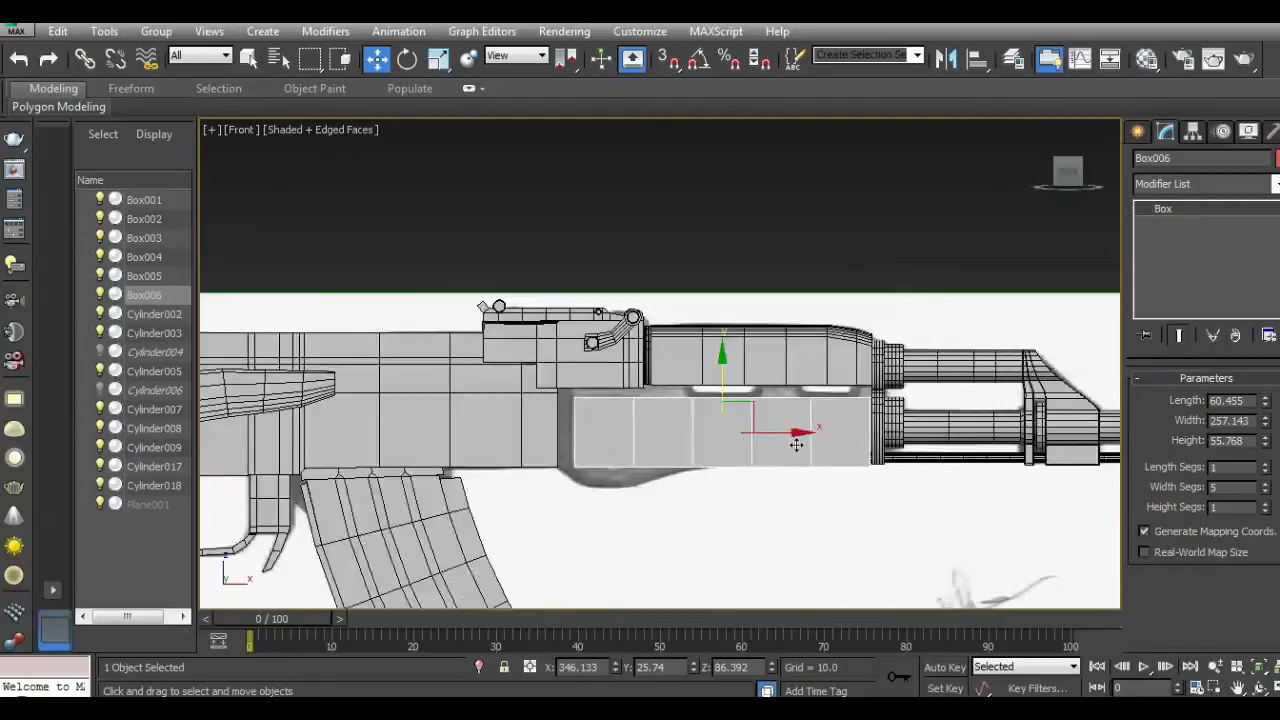 MAX Edit Tools Group Views Create Modifiers Animation Graph Editors Rendering Customize MAXScript Help
All View Create Selection Se
Modeling Freeform Selection Object Paint Populate
Polygon Modeling
Select Display
[+] [Front] [Shaded + Edged Faces]
Name
Box001
Box002
Box003
Box004
Box005
Box006
Cylinder002
Cylinder003
Cylinder004
Cylinder005
Cylinder006
Cylinder007
Cylinder008
Cylinder009
Cylinder017
Cylinder018
Plane001
y
x
z
y x
Box006
Modifier List
Box
Parameters
Length: 60.455
Width: 257.143
Height: 55.768
Length Segs: 1
Width Segs: 5
Height Segs: 1
Generate Mapping Coords.
Real-World Map Size
< 0 / 100 >
0 10 20 30 40 50 60 70 80 90 100
1 Object Selected X: 346.133 Y: 25.74 Z: 86.392 Grid = 10.0 Auto Key Selected
Welcome to M Click and drag to select and move objects Add Time Tag Set Key Key Filters... 0